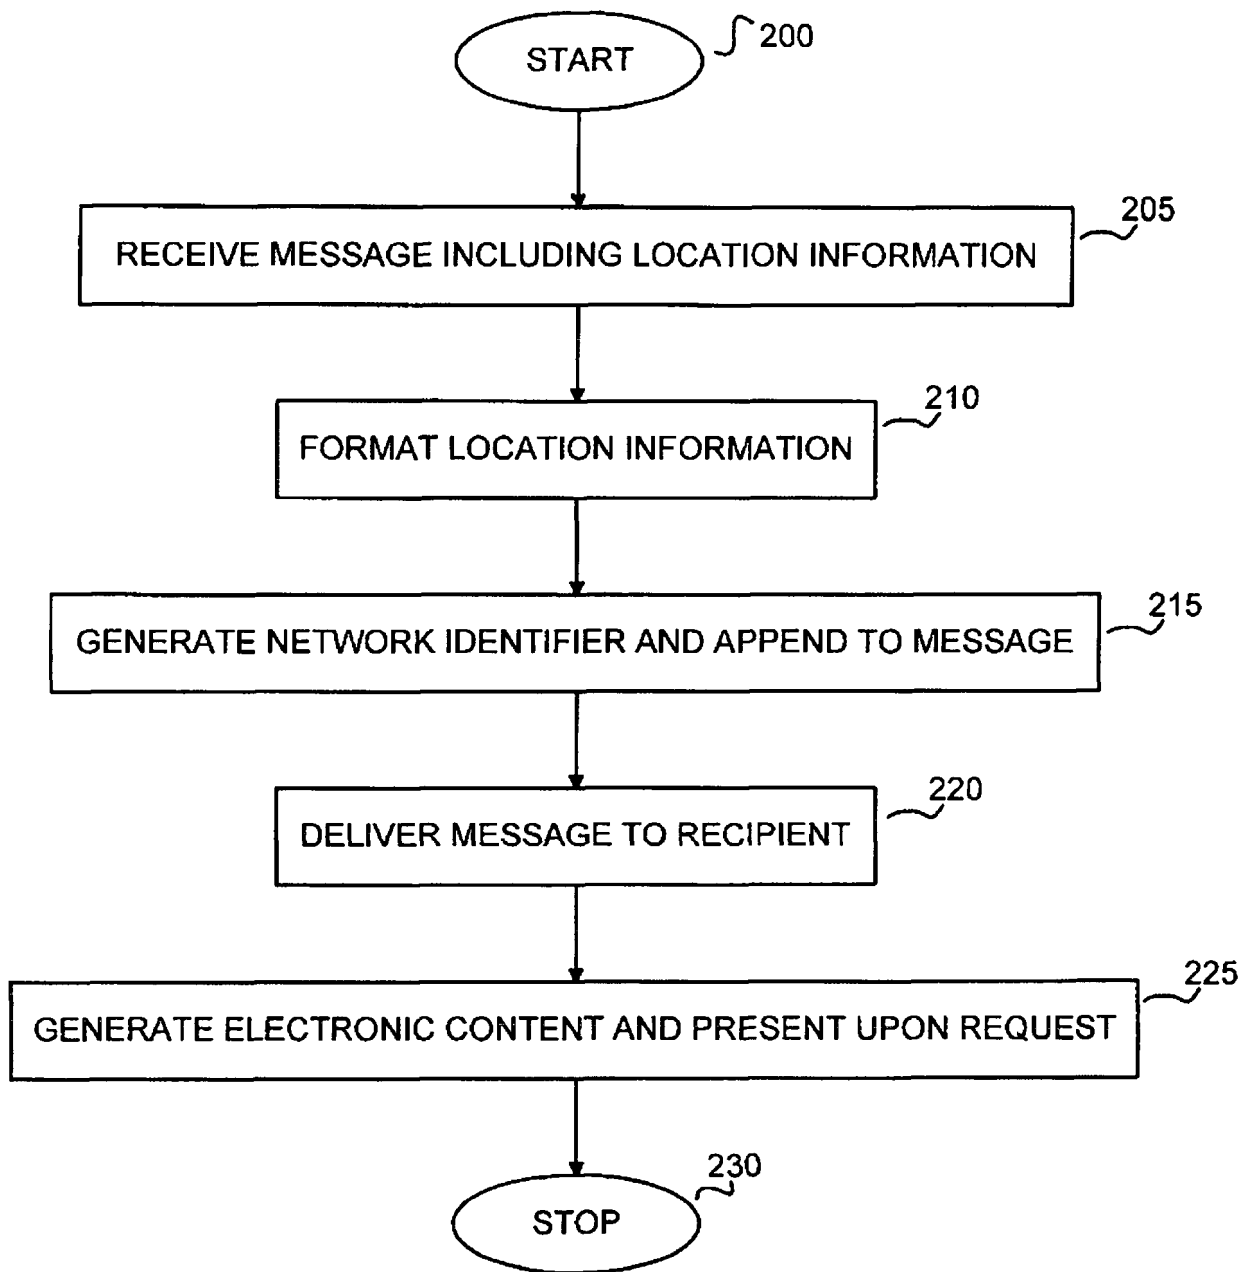 START
200
RECEIVE MESSAGE INCLUDING LOCATION INFORMATION
205
FORMAT LOCATION INFORMATION
210
GENERATE NETWORK IDENTIFIER AND APPEND TO MESSAGE
215
DELIVER MESSAGE TO RECIPIENT
220
GENERATE ELECTRONIC CONTENT AND PRESENT UPON REQUEST
225
STOP
230